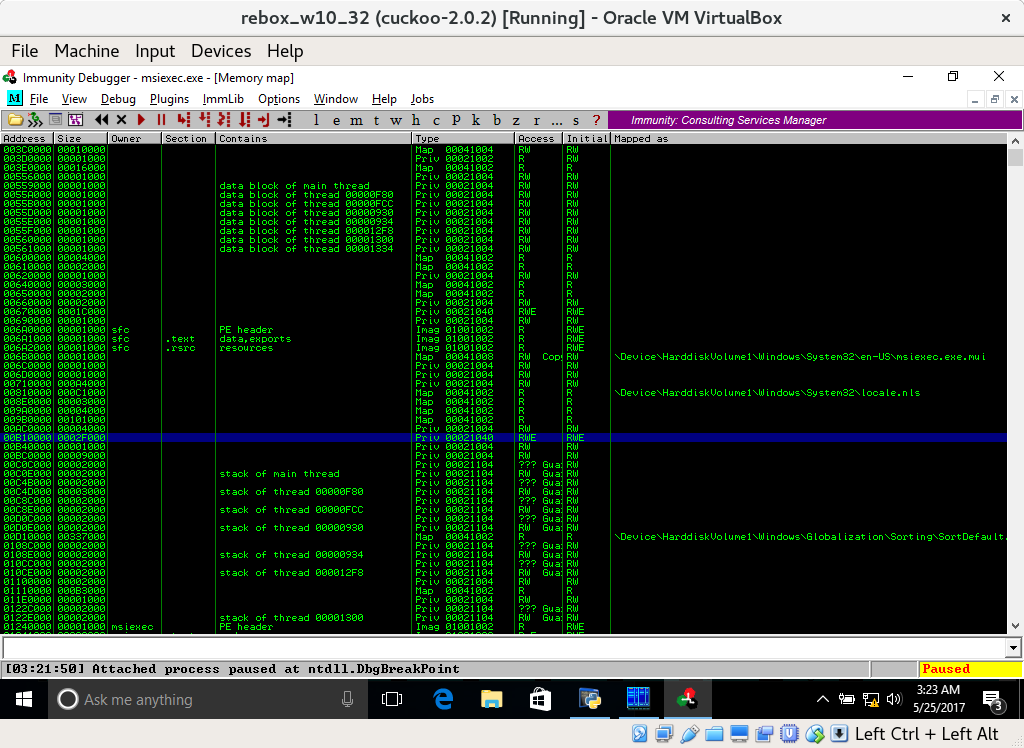 rebox_w10_32 (cuckoo-2.0.2) [Running] - Oracle VM VirtualBox
File Machine Input Devices Help
Immunity Debugger - msiexec.exe - [Memory map]
M File View Debug Plugins ImmLib Options Window Help Jobs
l e m t w h c P k b z r ... s ? Immunity: Consulting Services Manager
Address Size Owner Section Contains Type Access Initial Mapped as
003C0000 00010000 Map 00041004 RW RW
003D0000 00001000 Priv 00021002 R RW
003E0000 00016000 Map 00041002 R R
00556000 00001000 Priv 00021004 RW RW
00559000 00001000 data block of main thread Priv 00021004 RW RW
0055A000 00001000 data block of thread 00000F80 Priv 00021004 RW RW
0055B000 00001000 data block of thread 00000FCC Priv 00021004 RW RW
0055D000 00001000 data block of thread 00000930 Priv 00021004 RW RW
0055E000 00001000 data block of thread 00000934 Priv 00021004 RW RW
0055F000 00001000 data block of thread 000012F8 Priv 00021004 RW RW
00560000 00001000 data block of thread 00001300 Priv 00021004 RW RW
00561000 00001000 data block of thread 00001334 Priv 00021004 RW RW
00600000 00004000 Map 00041002 R R
00610000 00002000 Map 00041002 R R
00620000 00001000 Priv 00021004 RW RW
00640000 00003000 Map 00041002 R R
00650000 00002000 Map 00041002 R R
00660000 00002000 Priv 00021004 RW RW
00670000 0001C000 Priv 00021040 RWE RWE
00690000 00001000 Priv 00021004 RW RW
006A0000 00001000 sfc PE header Imag 01001002 R RWE
006A1000 00001000 sfc .text data,exports Imag 01001002 R RWE
006A2000 00001000 sfc .rsrc resources Imag 01001002 R RWE
006B0000 00001000 Map 00041008 RW Cop RW \Device\HarddiskVolume1\Windows\System32\en-US\msiexec.exe.mui
006C0000 00001000 Priv 00021004 RW RW
006D0000 00001000 Priv 00021004 RW RW
00710000 000A4000 Priv 00021004 RW RW
00810000 000C1000 Map 00041002 R R \Device\HarddiskVolume1\Windows\System32\locale.nls
008E0000 00003000 Map 00041002 R R
009A0000 00004000 Map 00041002 R R
009B0000 00101000 Map 00041002 R R
00AC0000 00004000 Priv 00021004 RW RW
00B10000 0002F000 Priv 00021040 RWE RWE
00B40000 00001000 Priv 00021004 RW RW
00BC0000 00009000 Priv 00021004 RW RW
00C0C000 00002000 Priv 00021104 ??? Gua RW
00C0E000 00002000 stack of main thread Priv 00021104 RW Gua RW
00C4B000 00002000 Priv 00021104 ??? Gua RW
00C4D000 00003000 stack of thread 00000F80 Priv 00021104 RW Gua RW
00C8C000 00002000 Priv 00021104 ??? Gua RW
00C8E000 00002000 stack of thread 00000FCC Priv 00021104 RW Gua RW
00D0C000 00002000 Priv 00021104 ??? Gua RW
00D0E000 00002000 stack of thread 00000930 Priv 00021104 RW Gua RW
00D10000 00337000 Map 00041002 R R \Device\HarddiskVolume1\Windows\Globalization\Sorting\SortDefault.
0108C000 00002000 Priv 00021104 ??? Gua RW
0108E000 00002000 stack of thread 00000934 Priv 00021104 RW Gua RW
010CC000 00002000 Priv 00021104 ??? Gua RW
010CE000 00002000 stack of thread 000012F8 Priv 00021104 RW Gua RW
01100000 00002000 Priv 00021004 RW RW
01110000 000B3000 Map 00041002 R R
011E0000 00001000 Priv 00021004 RW RW
0122C000 00002000 Priv 00021104 ??? Gua RW
0122E000 00002000 stack of thread 00001300 Priv 00021104 RW Gua RW
01240000 00001000 msiexec PE header Imag 01001002 R RWE
[03:21:50] Attached process paused at ntdll.DbgBreakPoint Paused
Ask me anything
3:23 AM
5/25/2017
3
Left Ctrl + Left Alt